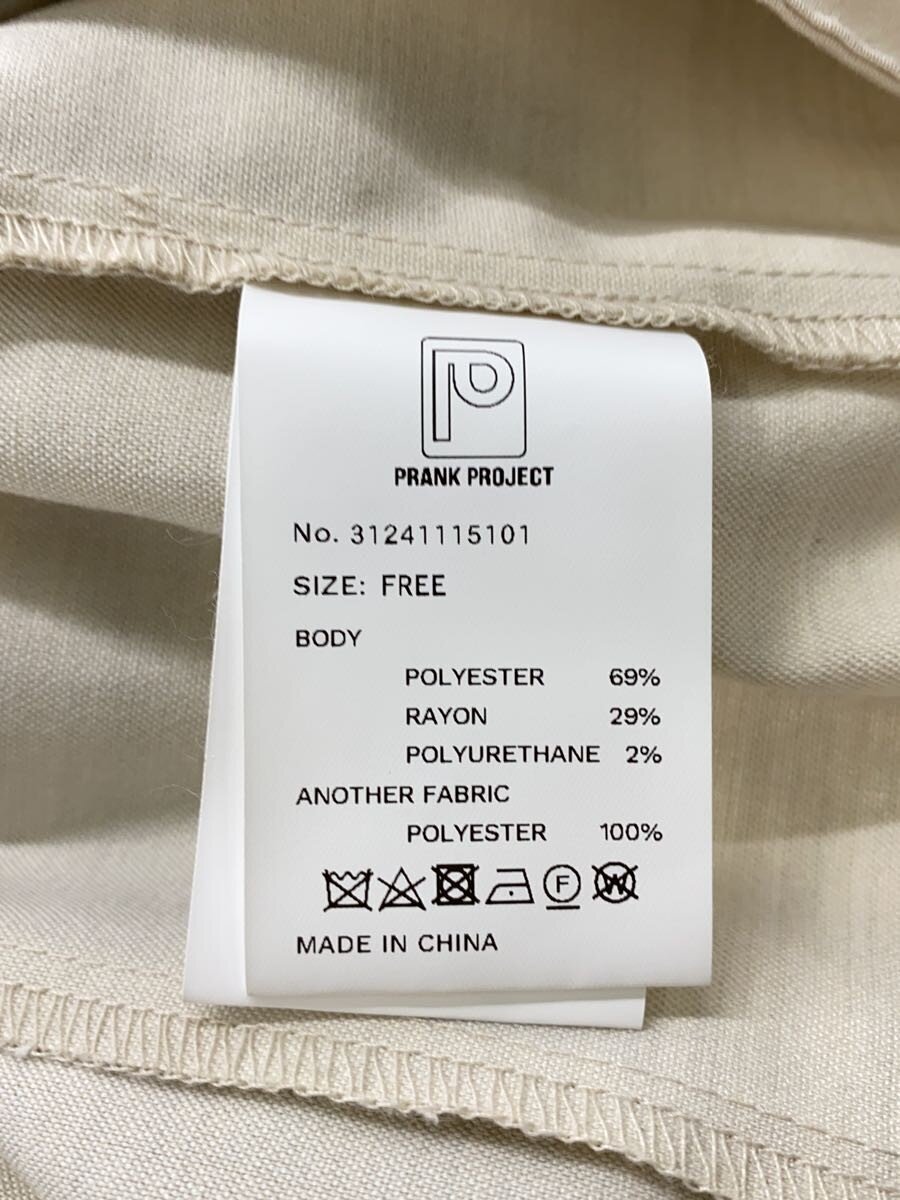 P
PRANK PROJECT
No. 31241115101
SIZE: FREE
BODY
POLYESTER 69%
RAYON 29%
POLYURETHANE 2%
ANOTHER FABRIC
POLYESTER 100%
F W
MADE IN CHINA